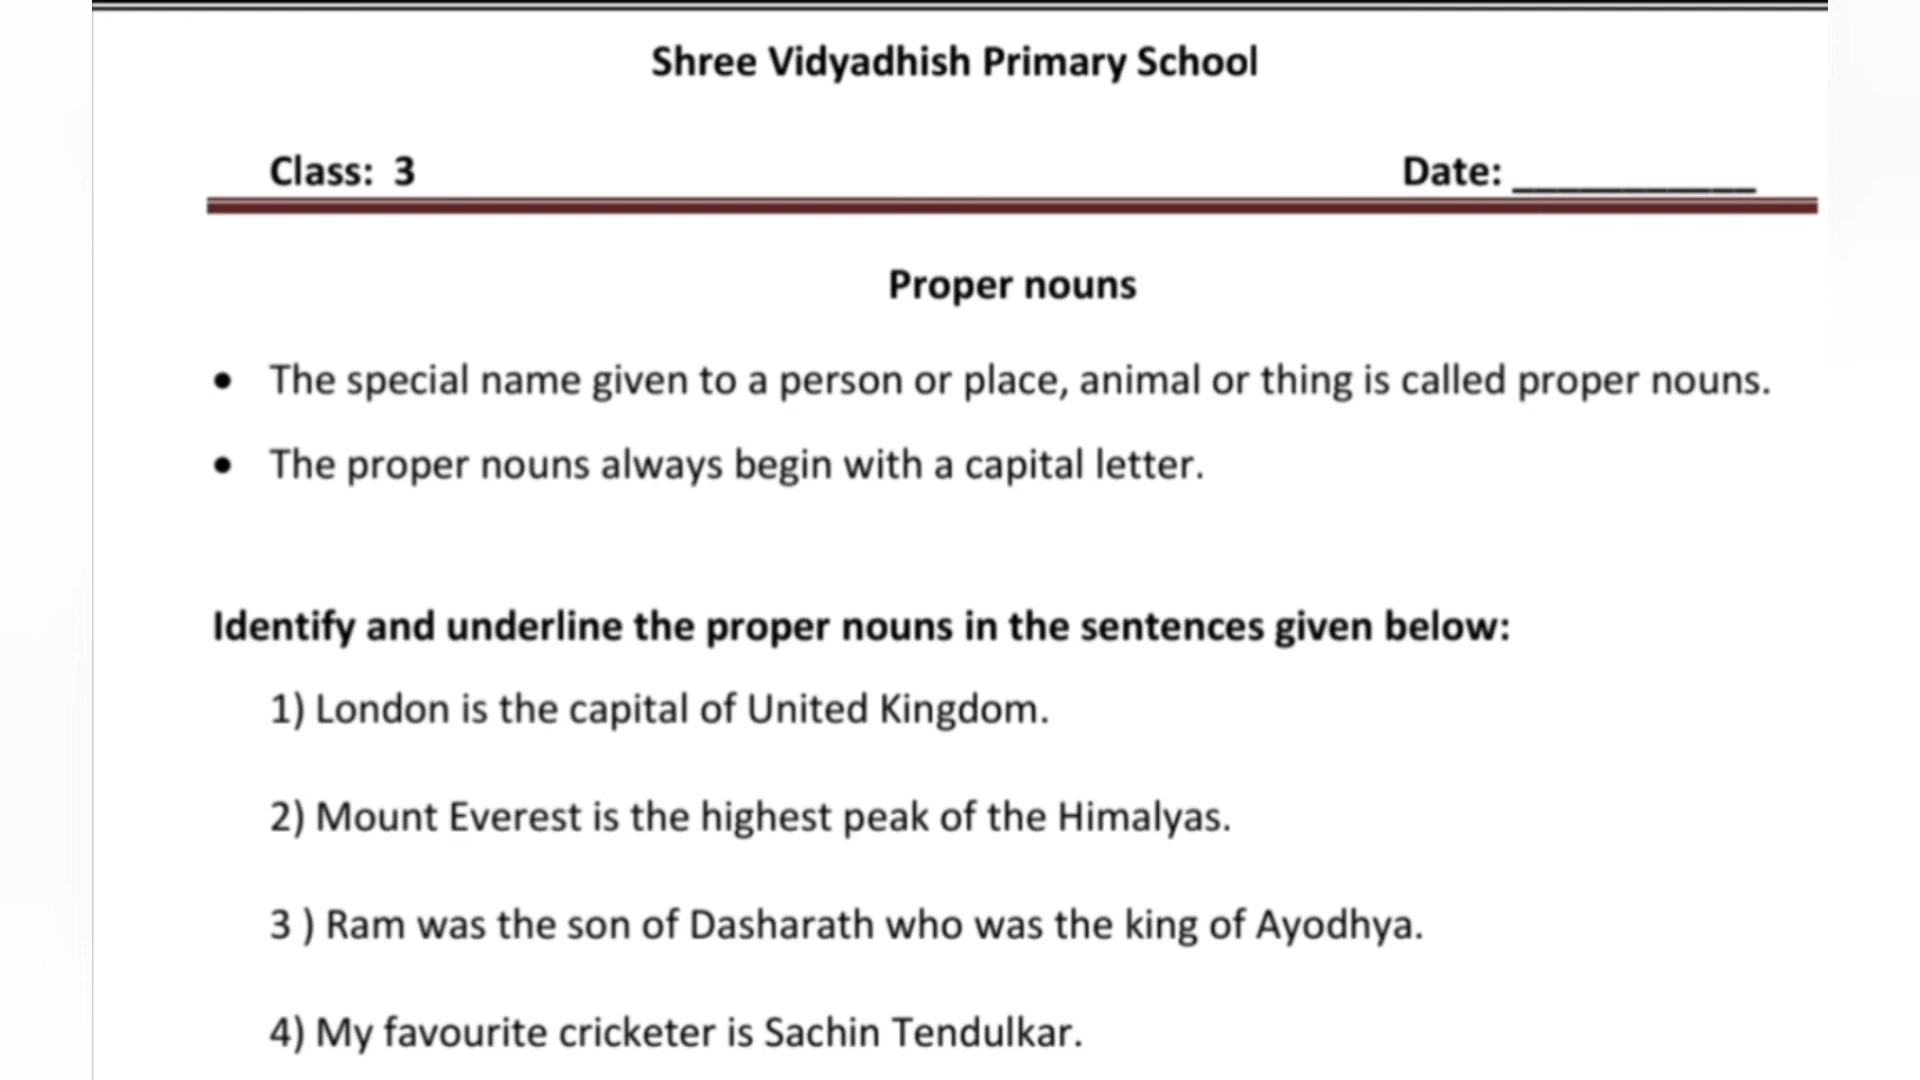 Shree Vidyadhish Primary School
Class: 3 Date: ___________
Proper nouns
• The special name given to a person or place, animal or thing is called proper nouns.
• The proper nouns always begin with a capital letter.
Identify and underline the proper nouns in the sentences given below:
1) London is the capital of United Kingdom.
2) Mount Everest is the highest peak of the Himalyas.
3 ) Ram was the son of Dasharath who was the king of Ayodhya.
4) My favourite cricketer is Sachin Tendulkar.